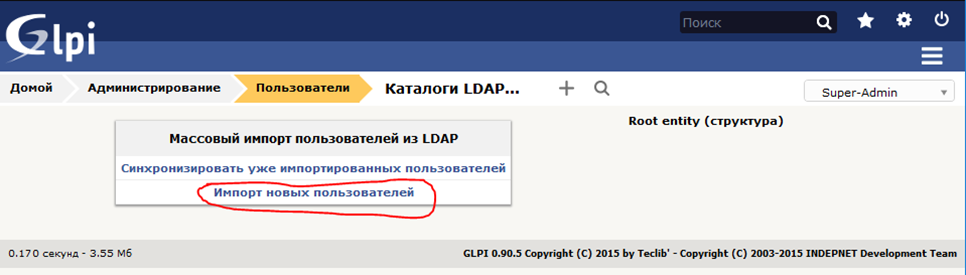 Glpi
Поиск
Домой Администрирование Пользователи Каталоги LDAP...
Super-Admin
Root entity (структура)
Массовый импорт пользователей из LDAP
Синхронизировать уже импортированных пользователей
Импорт новых пользователей
0.170 секунд - 3.55 Мб GLPI 0.90.5 Copyright (C) 2015 by Teclib' - Copyright (C) 2003-2015 INDEPNET Development Team